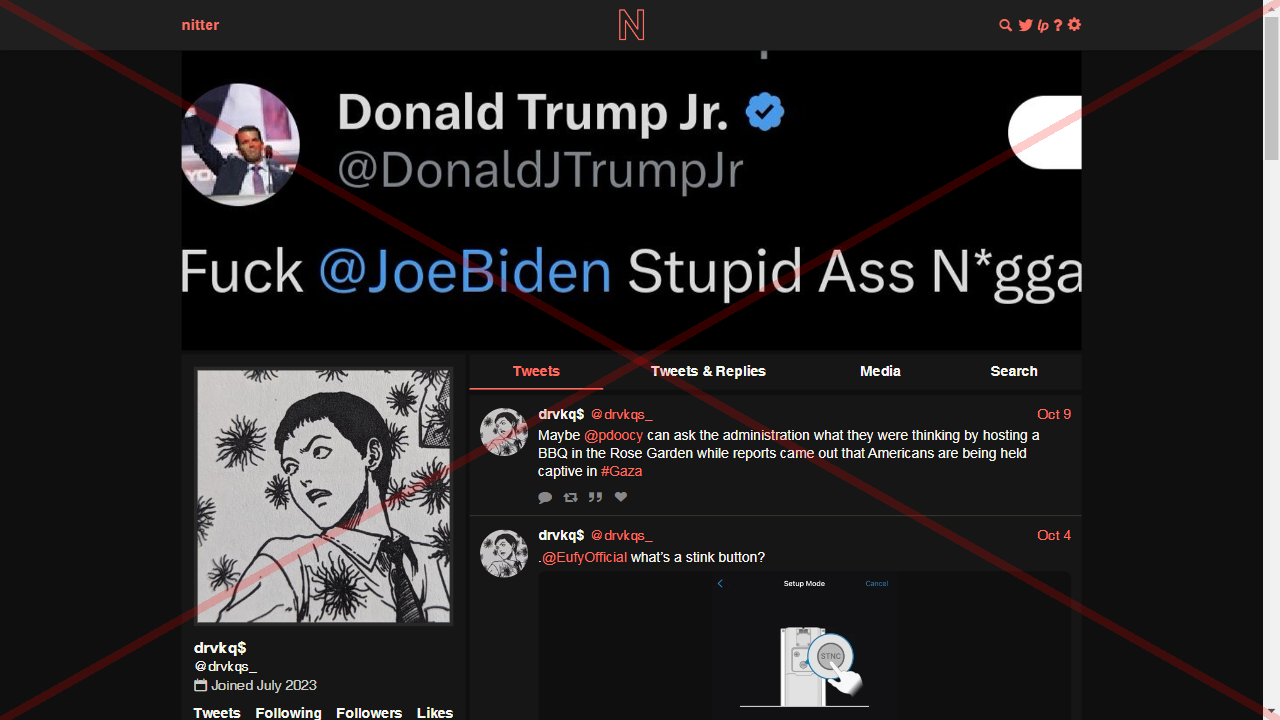 nitter
N
lp ?
Donald Trump Jr.
@DonaldJTrumpJr
Fuck @JoeBiden Stupid Ass N*gga
Tweets
Tweets & Replies
Media
Search
drvkq$ @drvkqs_ Oct 9
Maybe @pdoocy can ask the administration what they were thinking by hosting a
BBQ in the Rose Garden while reports came out that Americans are being held
captive in #Gaza
drvkq$ @drvkqs_ Oct 4
.@EufyOfficial what's a stink button?
Setup Mode
Cancel
STNC
drvkq$
@drvkqs_
Joined July 2023
Tweets Following Followers Likes